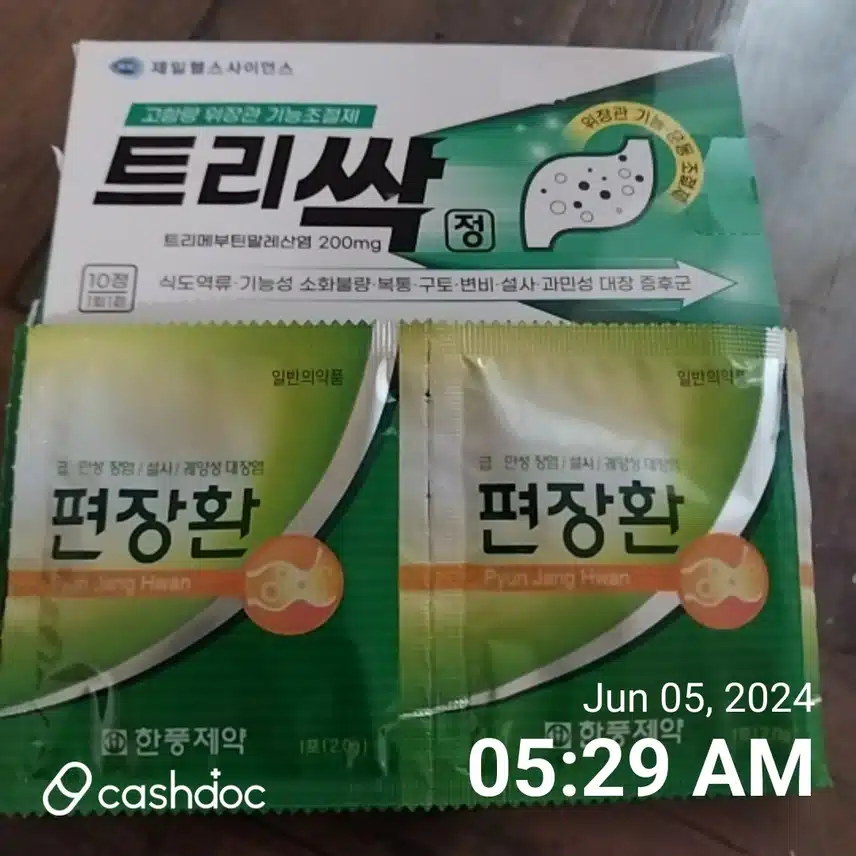 제일헬스사이언스
고함량 위장관 기능조절제
트리싹 정
트리메부틴말레산염 200mg
위장관 기능·운동 조절제
10정
1회1정
식도역류·기능성 소화불량·복통·구토·변비·설사·과민성 대장 증후군
일반의약품
급 만성 장염/설사/궤양성 대장염
편장환
Pyun Jang Hwan
한풍제약
1포(2.0g)
일반의약품
급 만성 장염/설사/궤양성 대장염
편장환
Pyun Jang Hwan
한풍제약
1포(2.0g)
Jun 05, 2024
05:29 AM
cashdoc